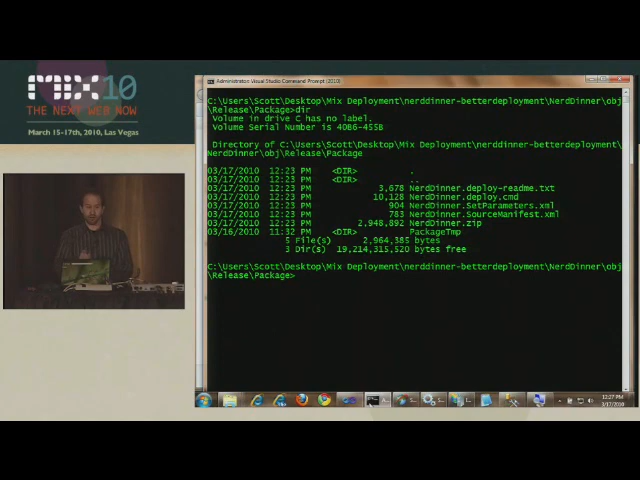 MIX10
THE NEXT WEB NOW
March 15-17th, 2010, Las Vegas
Administrator: Visual Studio Command Prompt (2010)
C:\Users\Scott\Desktop\Mix Deployment\nerddinner-betterdeployment\NerdDinner\obj
\Release\Package>dir
Volume in drive C has no label.
Volume Serial Number is 40B6-455B
Directory of C:\Users\Scott\Desktop\Mix Deployment\nerddinner-betterdeployment\
NerdDinner\obj\Release\Package
03/17/2010 12:23 PM <DIR> .
03/17/2010 12:23 PM <DIR> ..
03/17/2010 12:23 PM 3,678 NerdDinner.deploy-readme.txt
03/17/2010 12:23 PM 10,128 NerdDinner.deploy.cmd
03/17/2010 12:23 PM 904 NerdDinner.SetParameters.xml
03/17/2010 12:23 PM 783 NerdDinner.SourceManifest.xml
03/17/2010 12:23 PM 2,948,892 NerdDinner.zip
03/16/2010 11:32 PM <DIR> PackageTmp
5 File(s) 2,964,385 bytes
3 Dir(s) 19,214,315,520 bytes free
C:\Users\Scott\Desktop\Mix Deployment\nerddinner-betterdeployment\NerdDinner\obj
\Release\Package>
12:27 PM
3/17/2010